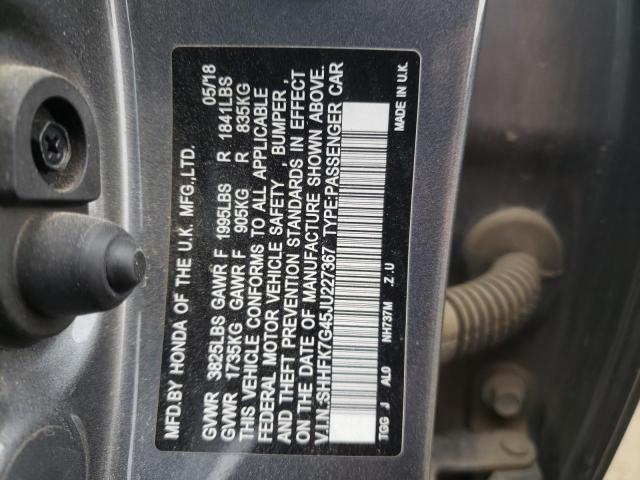 MFD.BY HONDA OF THE U.K. MFG.,LTD. 05/18
GVWR 3825LBS GAWR F 1995LBS R 1841LBS
GVWR 1735KG GAWR F 905KG R 835KG
THIS VEHICLE CONFORMS TO ALL APPLICABLE
FEDERAL MOTOR VEHICLE SAFETY , BUMPER,
AND THEFT PREVENTION STANDARDS IN EFFECT
ON THE DATE OF MANUFACTURE SHOWN ABOVE.
V.I.N.:SHHFK7G45JU227367 TYPE:PASSENGER CAR
TGG J AL0 NH737M Z.U MADE IN U.K.